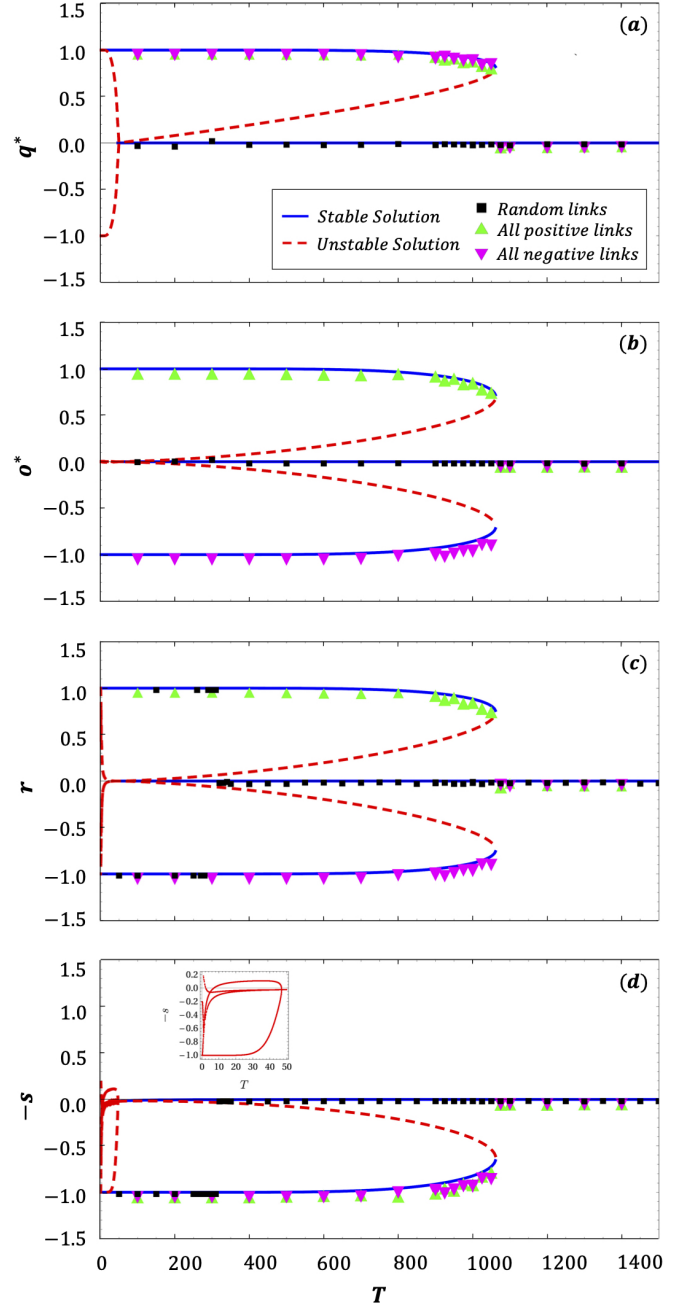 1.5
(a)
1.0
0.5
q*
0.0
−0.5
−1.0
−1.5
Stable Solution
Unstable Solution
Random links
All positive links
All negative links
1.5
(b)
1.0
0.5
o*
0.0
−0.5
−1.0
−1.5
1.5
(c)
1.0
0.5
r
0.0
−0.5
−1.0
−1.5
1.5
(d)
1.0
0.5
−s
0.0
−0.5
−1.0
−1.5
0.2
0.0
−0.2
−0.4
−0.6
−0.8
−1.0
−s
0 10 20 30 40 50
T
0 200 400 600 800 1000 1200 1400
T